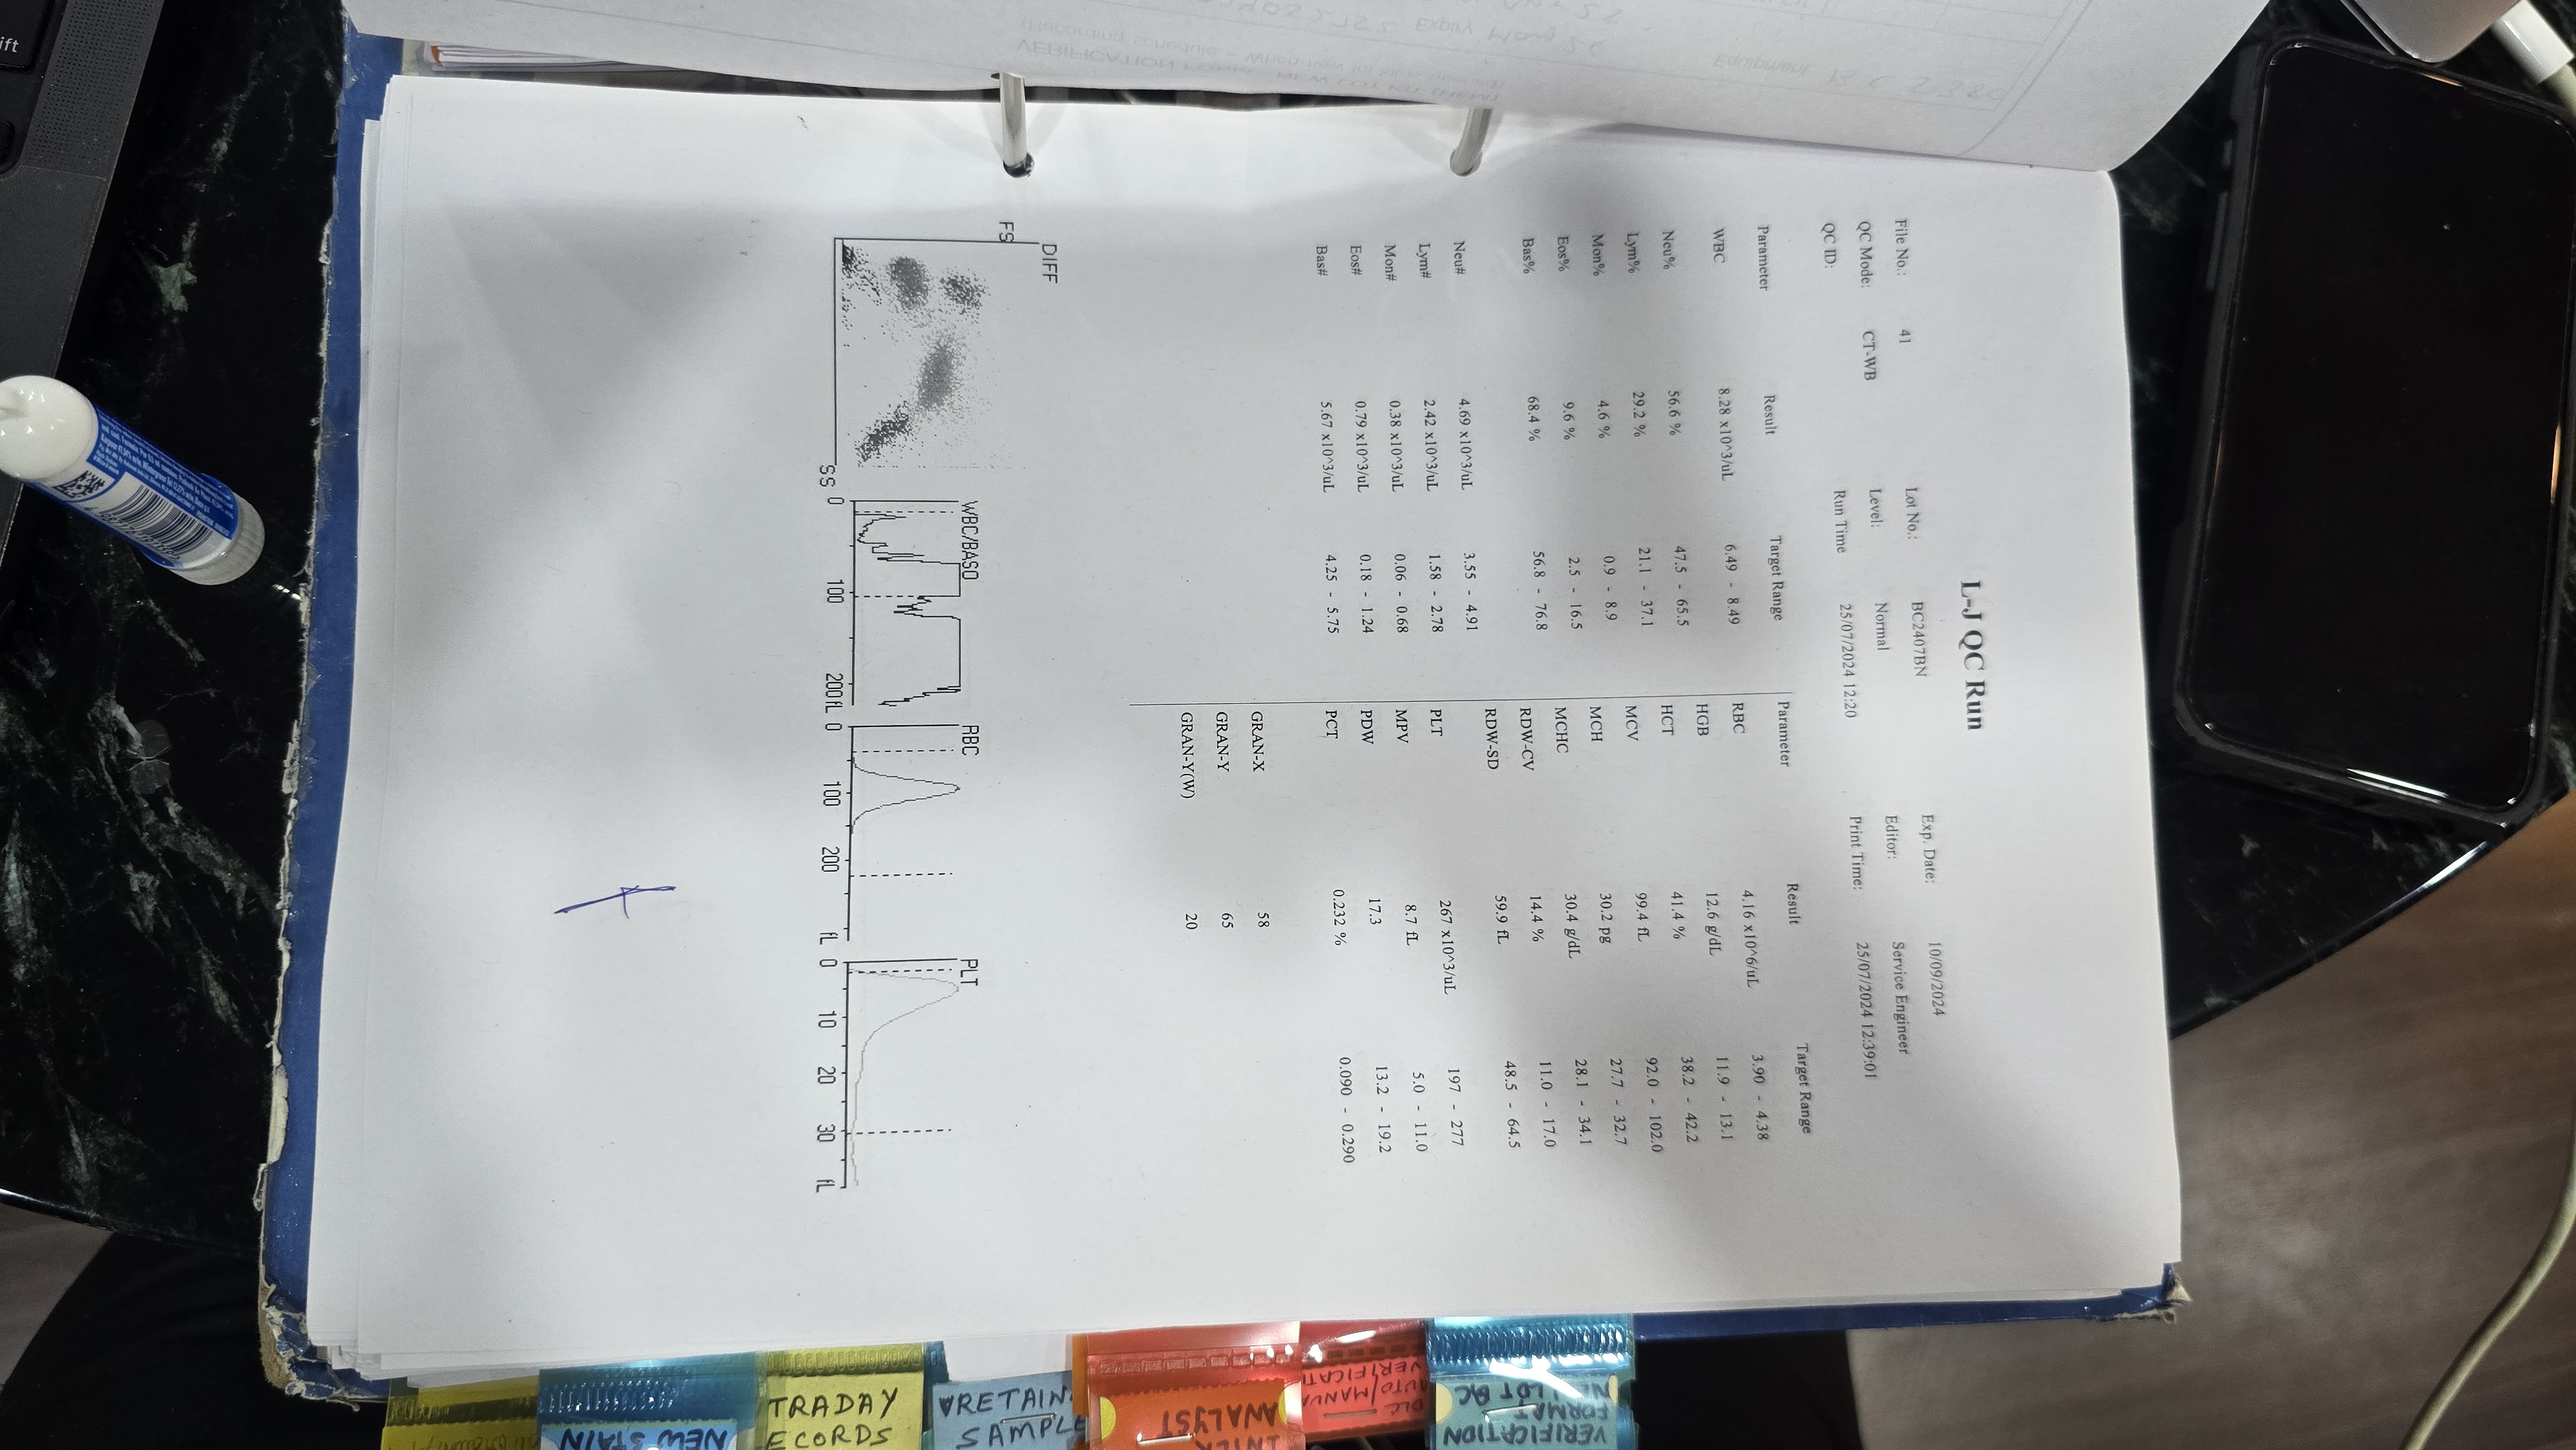 L-J QC Run
File No.: 41 Lot No.: BC2407BN Exp. Date: 10/09/2024
QC Mode: CT-WB Level: Normal Editor: Service Engineer
QC ID: Run Time 25/07/2024 12:20 Print Time: 25/07/2024 12:39:01
Parameter Result Target Range Parameter Result Target Range
WBC 8.28 x10^3/uL 6.49 - 8.49 RBC 4.16 x10^6/uL 3.90 - 4.38
HGB 12.6 g/dL 11.9 - 13.1
Neu% 56.6 % 47.5 - 65.5 HCT 41.4 % 38.2 - 42.2
Lym% 29.2 % 21.1 - 37.1 MCV 99.4 fL 92.0 - 102.0
Mon% 4.6 % 0.9 - 8.9 MCH 30.2 pg 27.7 - 32.7
Eos% 9.6 % 2.5 - 16.5 MCHC 30.4 g/dL 28.1 - 34.1
Bas% 68.4 % 56.8 - 76.8 RDW-CV 14.4 % 11.0 - 17.0
RDW-SD 59.9 fL 48.5 - 64.5
Neu# 4.69 x10^3/uL 3.55 - 4.91
Lym# 2.42 x10^3/uL 1.58 - 2.78 PLT 267 x10^3/uL 197 - 277
Mon# 0.38 x10^3/uL 0.06 - 0.68 MPV 8.7 fL 5.0 - 11.0
Eos# 0.79 x10^3/uL 0.18 - 1.24 PDW 17.3 13.2 - 19.2
Bas# 5.67 x10^3/uL 4.25 - 5.75 PCT 0.232 % 0.090 - 0.290
GRAN-X 58
GRAN-Y 65
GRAN-Y(W) 20
DIFF
FS
WBC/BASO RBC PLT
SS 0 100 200 fL 0 100 200 fL 0 10 20 30 fL
NEW STAIN
TRADAY
ECORDS
RETAIN
SAMPLE
ANALYST
DLC
AUTO/MANU
VERIFICATI
VERIFICATION
FORMAT
LOT QC
ift